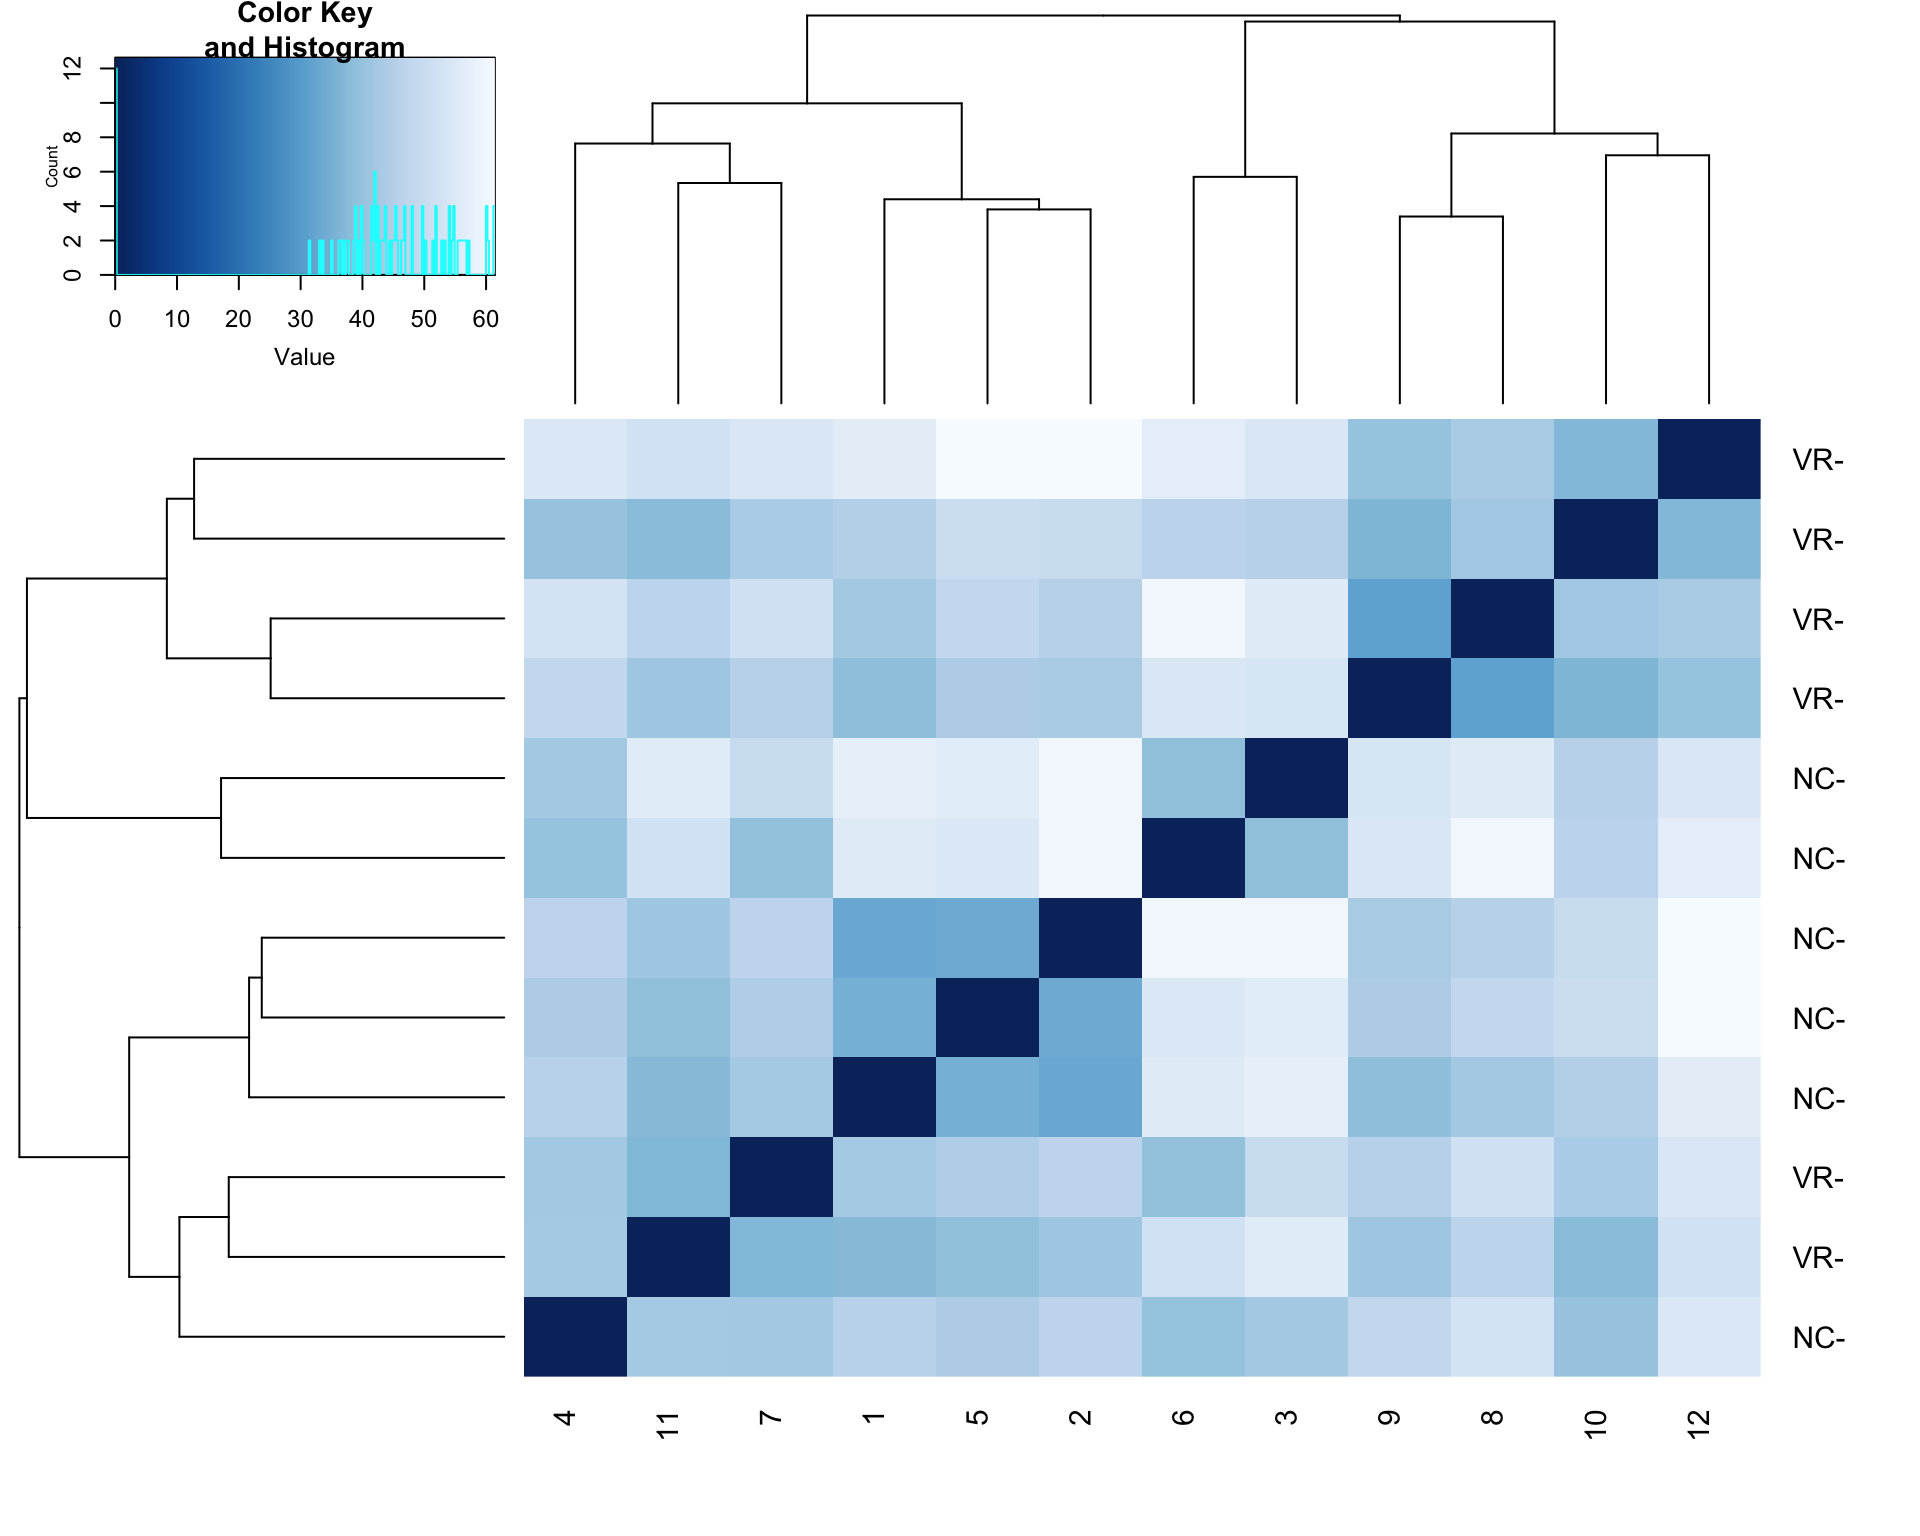 Color Key
and Histogram
Count
12
8
6
4
2
0
0 10 20 30 40 50 60
Value
VR-
VR-
VR-
VR-
NC-
NC-
NC-
NC-
NC-
VR-
VR-
NC-
4 11 7 1 5 2 6 3 9 8 10 12